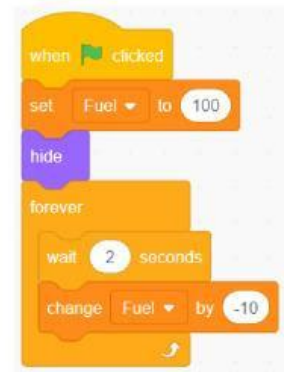 when clicked
set Fuel to 100
hide
forever
wait 2 seconds
change Fuel by -10